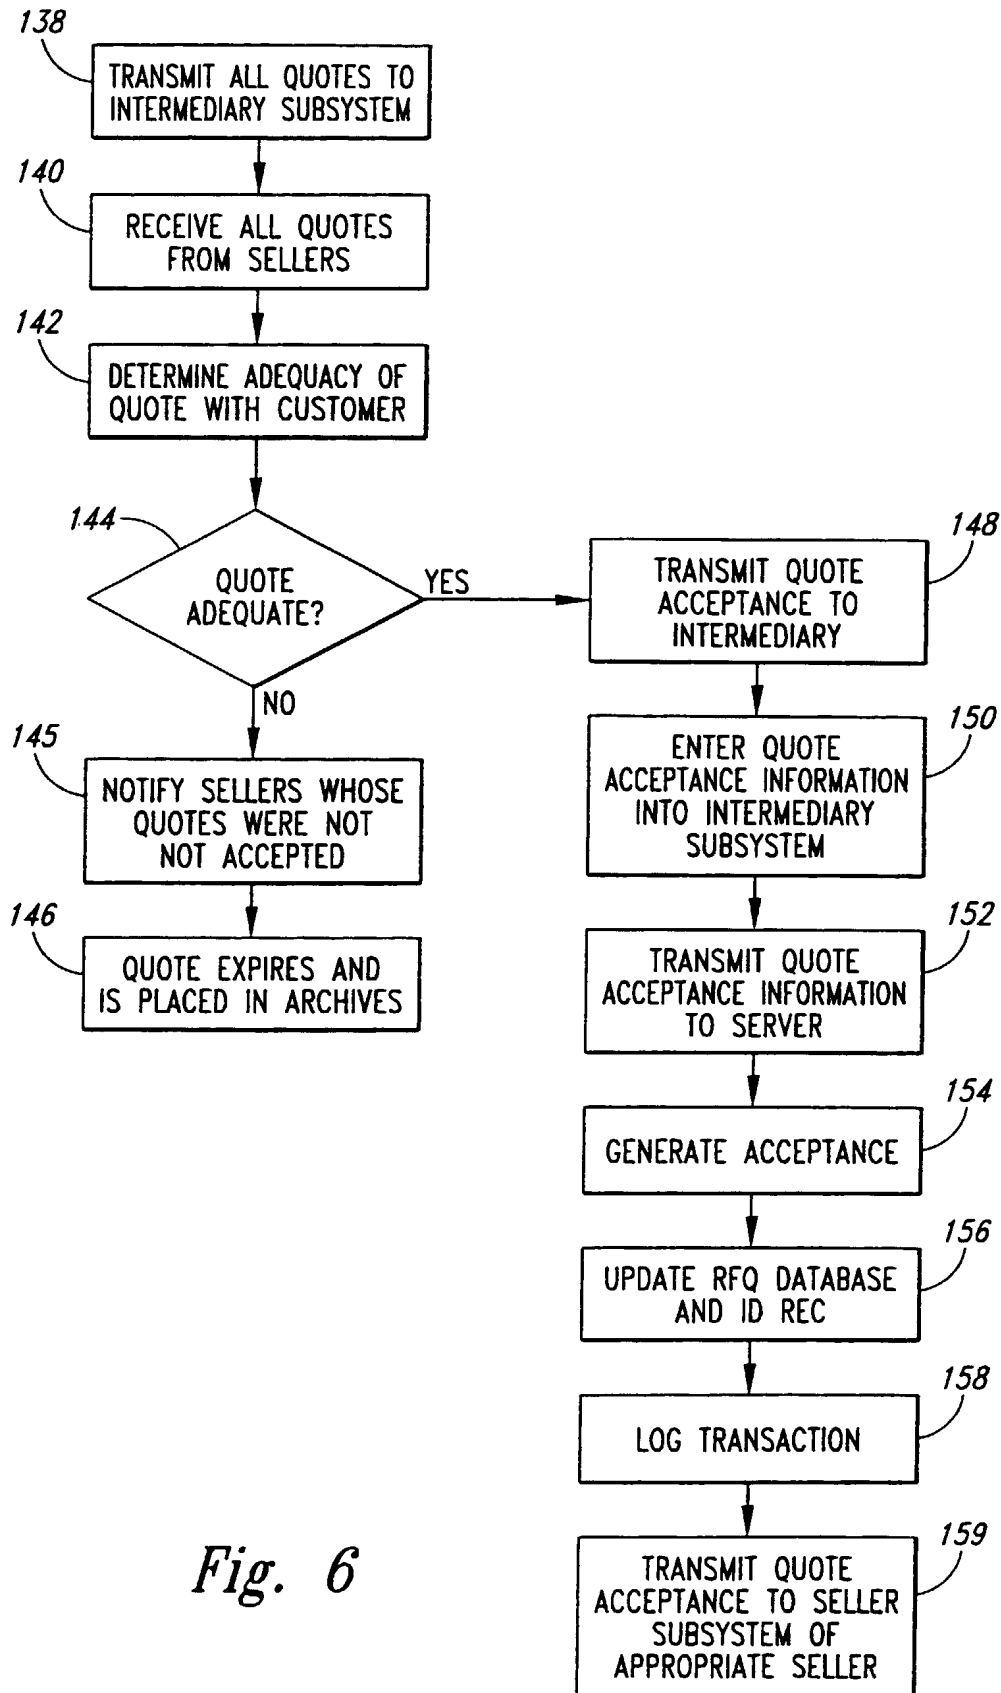 138
TRANSMIT ALL QUOTES TO
INTERMEDIARY SUBSYSTEM
140
RECEIVE ALL QUOTES
FROM SELLERS
142
DETERMINE ADEQUACY OF
QUOTE WITH CUSTOMER
144
QUOTE
ADEQUATE?
YES
NO
145
NOTIFY SELLERS WHOSE
QUOTES WERE NOT
NOT ACCEPTED
146
QUOTE EXPIRES AND
IS PLACED IN ARCHIVES
148
TRANSMIT QUOTE
ACCEPTANCE TO
INTERMEDIARY
150
ENTER QUOTE
ACCEPTANCE INFORMATION
INTO INTERMEDIARY
SUBSYSTEM
152
TRANSMIT QUOTE
ACCEPTANCE INFORMATION
TO SERVER
154
GENERATE ACCEPTANCE
156
UPDATE RFQ DATABASE
AND ID REC
158
LOG TRANSACTION
159
TRANSMIT QUOTE
ACCEPTANCE TO SELLER
SUBSYSTEM OF
APPROPRIATE SELLER
Fig. 6